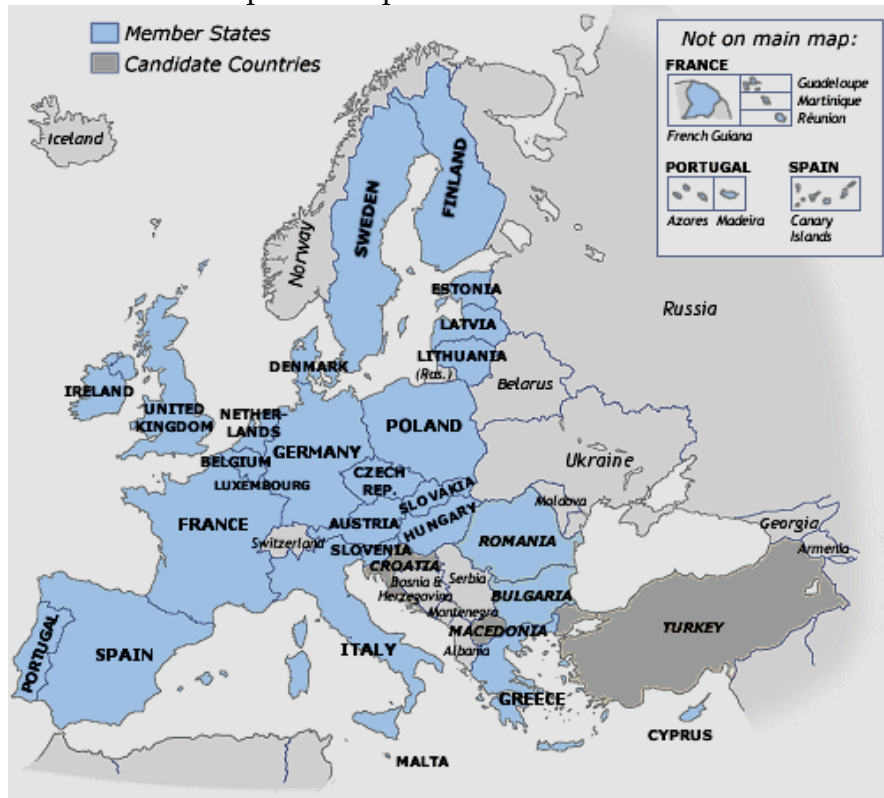 Member States
Candidate Countries
Not on main map:
FRANCE
Guadeloupe
Martinique
Réunion
French Guiana
PORTUGAL
SPAIN
Azores
Madeira
Canary
Islands
Iceland
Norway
SWEDEN
FINLAND
Russia
ESTONIA
LATVIA
LITHUANIA
(Ras.)
DENMARK
Belarus
IRELAND
UNITED
KINGDOM
NETHER-
LANDS
POLAND
BELGIUM
GERMANY
LUXEMBOURG
CZECH
REP.
Ukraine
SLOVAKIA
FRANCE
AUSTRIA
HUNGARY
Moldova
Switzerland
SLOVENIA
ROMANIA
Georgia
Armenia
CROATIA
Bosnia &
Herzegovina
Serbia
BULGARIA
Montenegro
MACEDONIA
Albania
TURKEY
PORTUGAL
SPAIN
ITALY
GREECE
CYPRUS
MALTA